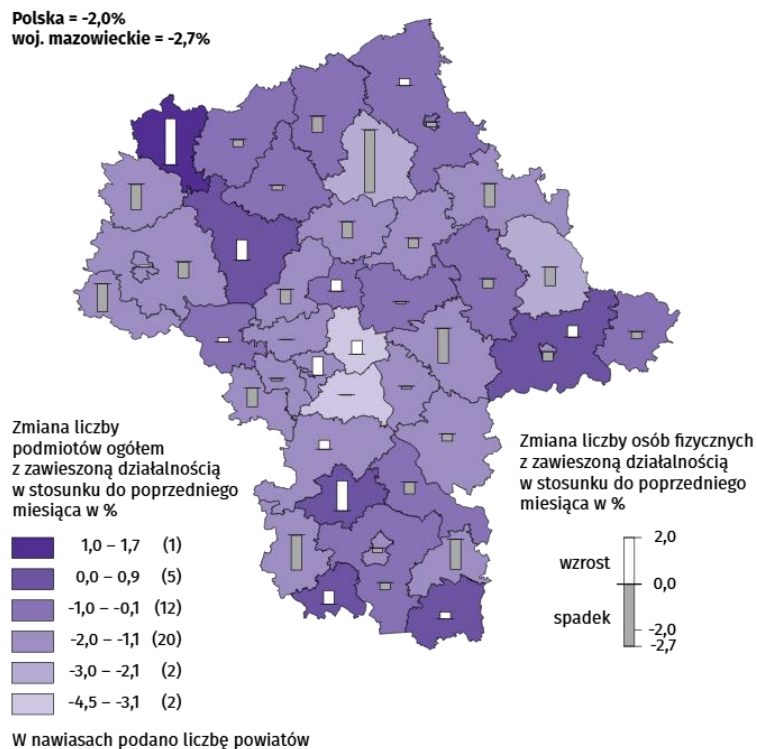 Polska = -2,0%
woj. mazowieckie = -2,7%
Zmiana liczby
podmiotów ogółem
z zawieszoną działalnością
w stosunku do poprzedniego
miesiąca w %
1,0 – 1,7 (1)
0,0 – 0,9 (5)
-1,0 – -0,1 (12)
-2,0 – -1,1 (20)
-3,0 – -2,1 (2)
-4,5 – -3,1 (2)
W nawiasach podano liczbę powiatów
Zmiana liczby osób fizycznych
z zawieszoną działalnością
w stosunku do poprzedniego
miesiąca w %
2,0
wzrost
0,0
spadek
-2,0
-2,7